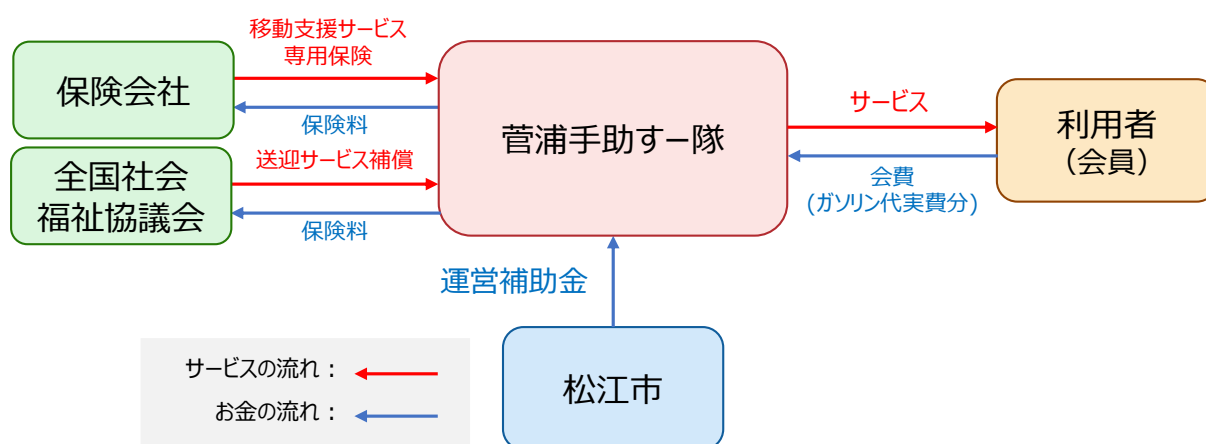 移動支援サービス
専用保険
保険会社
保険料
送迎サービス補償
全国社会
福祉協議会
保険料
菅浦手助すー隊
サービス
会費
(ガソリン代実費分)
利用者
（会員）
運営補助金
松江市
サービスの流れ：
お金の流れ：